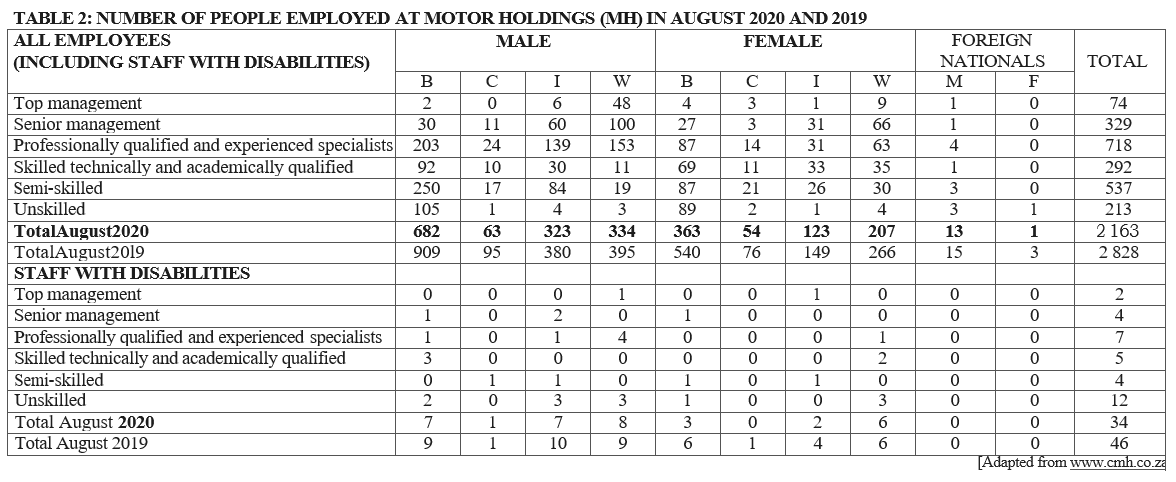 TABLE 2: NUMBER OF PEOPLE EMPLOYED AT MOTOR HOLDINGS (MH) IN AUGUST 2020 AND 2019
ALL EMPLOYEES (INCLUDING STAFF WITH DISABILITIES) MALE FEMALE FOREIGN NATIONALS TOTAL
B C I W B C I W M F
Top management 2 0 6 48 4 3 1 9 1 0 74
Senior management 30 11 60 100 27 3 31 66 1 0 329
Professionally qualified and experienced specialists 203 24 139 153 87 14 31 63 4 0 718
Skilled technically and academically qualified 92 10 30 11 69 11 33 35 1 0 292
Semi-skilled 250 17 84 19 87 21 26 30 3 0 537
Unskilled 105 1 4 3 89 2 1 4 3 1 213
TotalAugust2020 682 63 323 334 363 54 123 207 13 1 2 163
TotalAugust2019 909 95 380 395 540 76 149 266 15 3 2 828
STAFF WITH DISABILITIES
Top management 0 0 0 1 0 0 1 0 0 0 2
Senior management 1 0 2 0 1 0 0 0 0 0 4
Professionally qualified and experienced specialists 1 0 1 4 0 0 0 1 0 0 7
Skilled technically and academically qualified 3 0 0 0 0 0 0 2 0 0 5
Semi-skilled 0 1 1 0 1 0 1 0 0 0 4
Unskilled 2 0 3 3 1 0 0 3 0 0 12
Total August 2020 7 1 7 8 3 0 2 6 0 0 34
Total August 2019 9 1 10 9 6 1 4 6 0 0 46
[Adapted from www.cmh.co.za